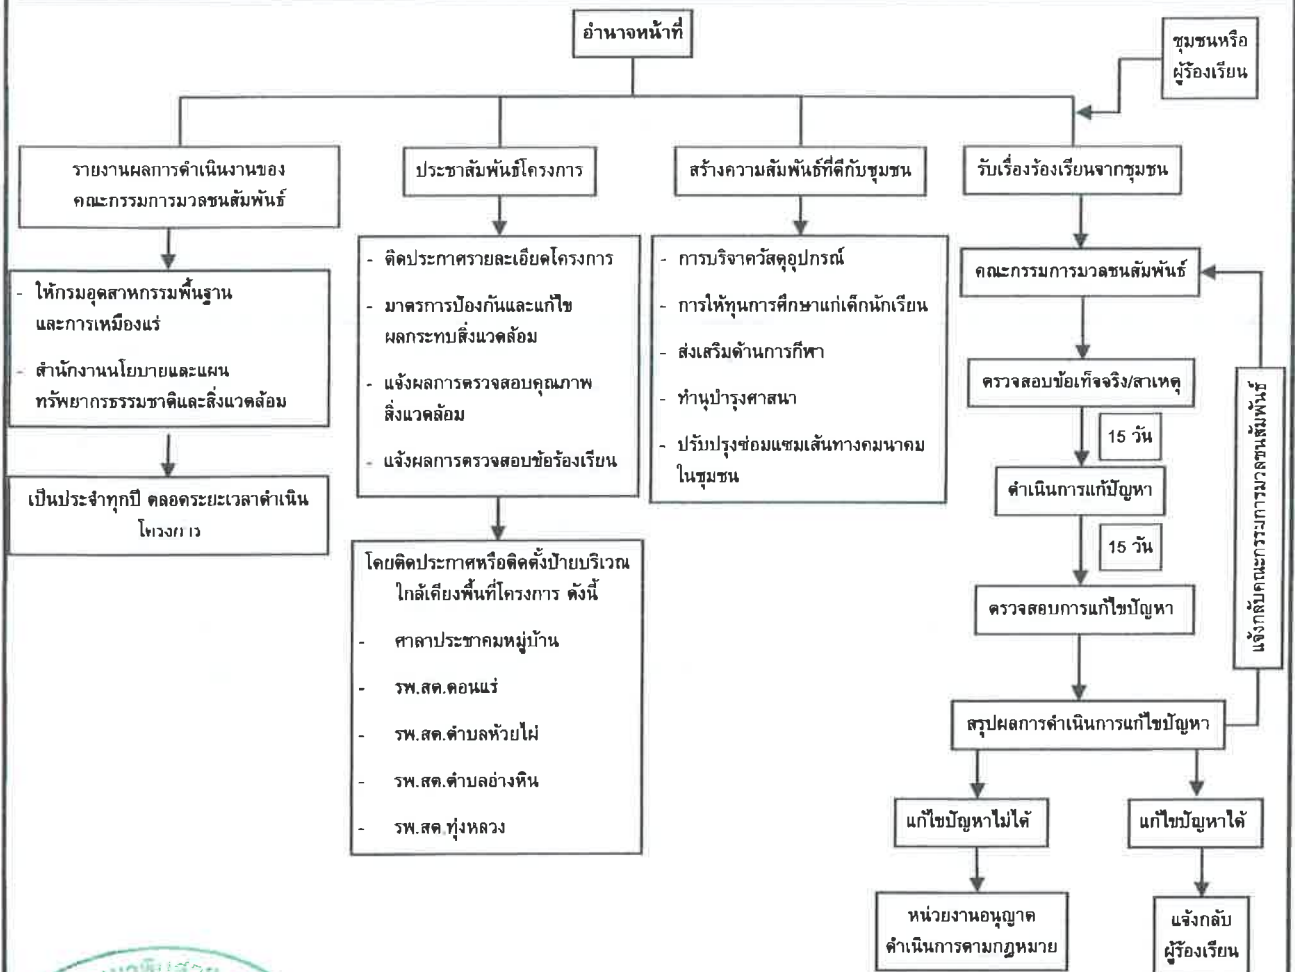 อำนาจหน้าที่
ชุมชนหรือ
ผู้ร้องเรียน
รายงานผลการดำเนินงานของ
คณะกรรมการมวลชนสัมพันธ์
- ให้กรมอุตสาหกรรมพื้นฐาน
และการเหมืองแร่
- สำนักงานนโยบายและแผน
ทรัพยากรธรรมชาติและสิ่งแวดล้อม
เป็นประจำทุกปี ตลอดระยะเวลาดำเนิน
โครงการ
ประชาสัมพันธ์โครงการ
- ติดประกาศรายละเอียดโครงการ
- มาตรการป้องกันและแก้ไข
ผลกระทบสิ่งแวดล้อม
- แจ้งผลการตรวจสอบคุณภาพ
สิ่งแวดล้อม
- แจ้งผลการตรวจสอบข้อร้องเรียน
โดยติดประกาศหรือติดตั้งป้ายบริเวณ
ใกล้เคียงพื้นที่โครงการ ดังนี้
- ศาลาประชาคมหมู่บ้าน
- รพ.สต.ดอนแร่
- รพ.สต.ตำบลห้วยไผ่
- รพ.สต.ตำบลอ่างหิน
- รพ.สต.ทุ่งหลวง
สร้างความสัมพันธ์ที่ดีกับชุมชน
- การบริจาควัสดุอุปกรณ์
- การให้ทุนการศึกษาแก่เด็กนักเรียน
- ส่งเสริมด้านการกีฬา
- ทำนุบำรุงศาสนา
- ปรับปรุงซ่อมแซมเส้นทางคมนาคม
ในชุมชน
รับเรื่องร้องเรียนจากชุมชน
คณะกรรมการมวลชนสัมพันธ์
ตรวจสอบข้อเท็จจริง/สาเหตุ
15 วัน
ดำเนินการแก้ปัญหา
15 วัน
ตรวจสอบการแก้ไขปัญหา
สรุปผลการดำเนินการแก้ไขปัญหา
แจ้งกลับคณะกรรมการมวลชนสัมพันธ์
แก้ไขปัญหาไม่ได้
แก้ไขปัญหาได้
หน่วยงานอนุญาต
ดำเนินการตามกฎหมาย
แจ้งกลับ
ผู้ร้องเรียน